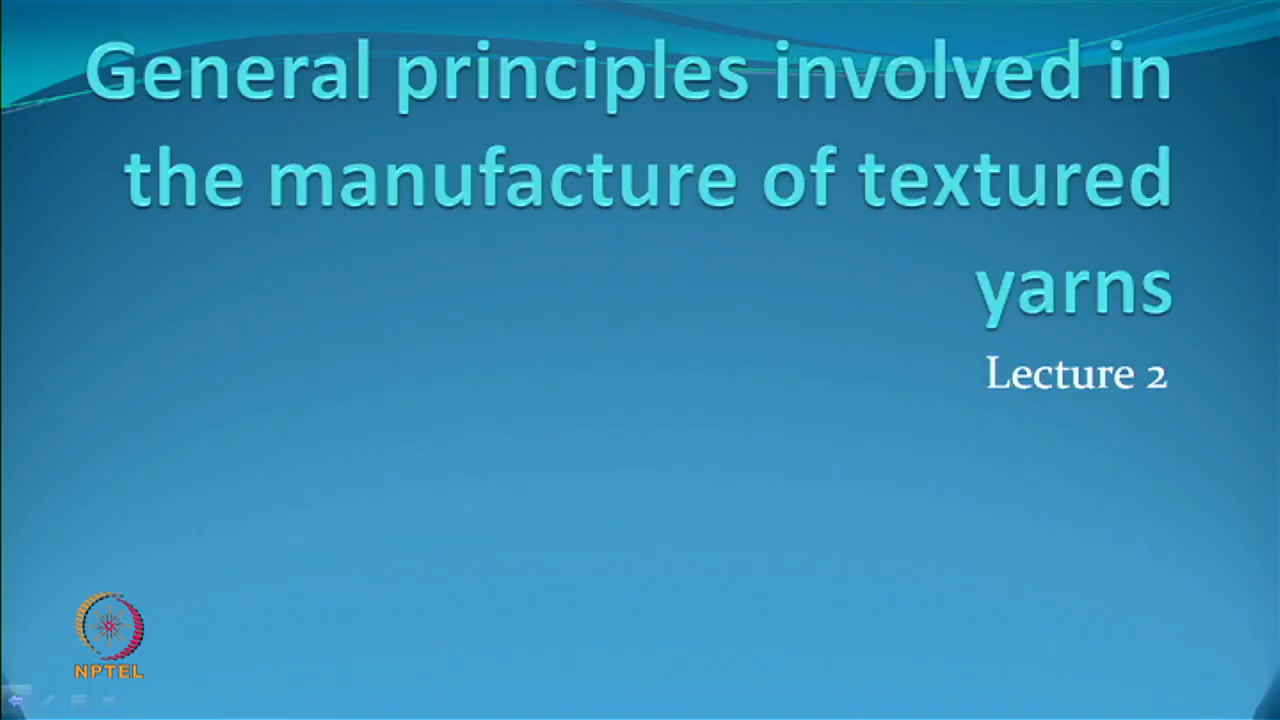 General principles involved in
the manufacture of textured
yarns
Lecture 2
NPTEL